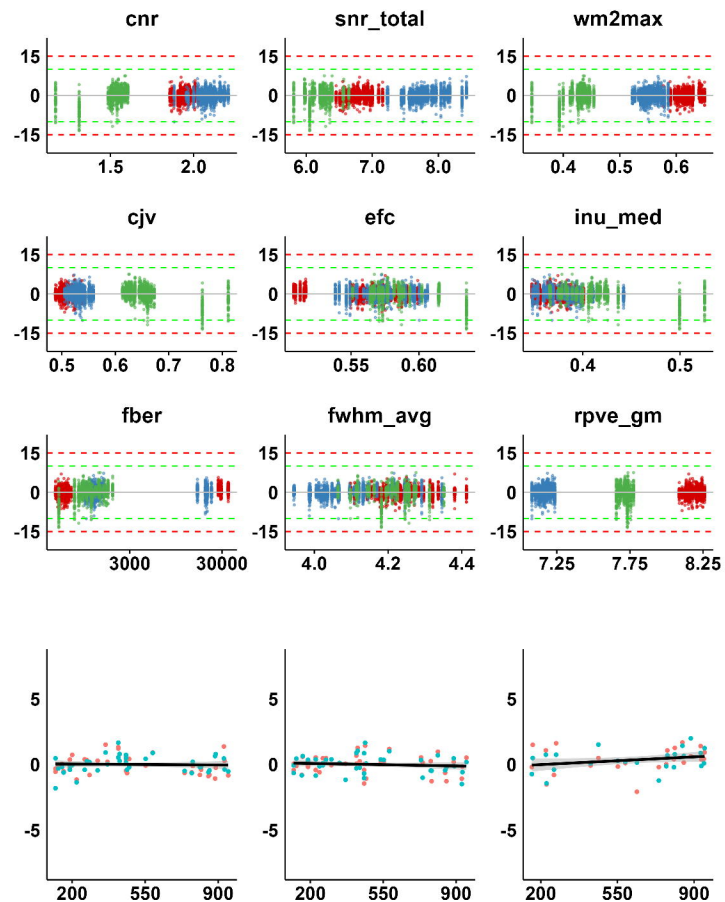 cnr snr_total wm2max
15 15 15
0 0 0
-15 -15 -15
1.5 2.0 6.0 7.0 8.0 0.4 0.5 0.6
cjv efc inu_med
15 15 15
0 0 0
-15 -15 -15
0.5 0.6 0.7 0.8 0.55 0.60 0.4 0.5
fber fwhm_avg rpve_gm
15 15 15
0 0 0
-15 -15 -15
3000 30000 4.0 4.2 4.4 7.25 7.75 8.25
5 5 5
0 0 0
-5 -5 -5
200 550 900 200 550 900 200 550 900